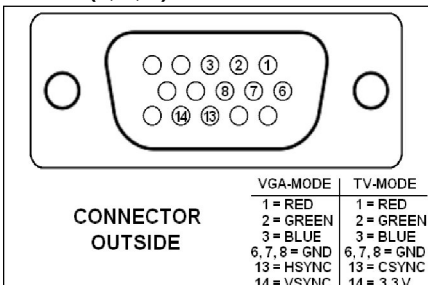 3 2 1
8 7 6
14 13
CONNECTOR
OUTSIDE
VGA-MODE TV-MODE
1 = RED 1 = RED
2 = GREEN 2 = GREEN
3 = BLUE 3 = BLUE
6, 7, 8 = GND 6, 7, 8 = GND
13 = HSYNC 13 = CSYNC
14 = VSYNC 14 = 3.3 V